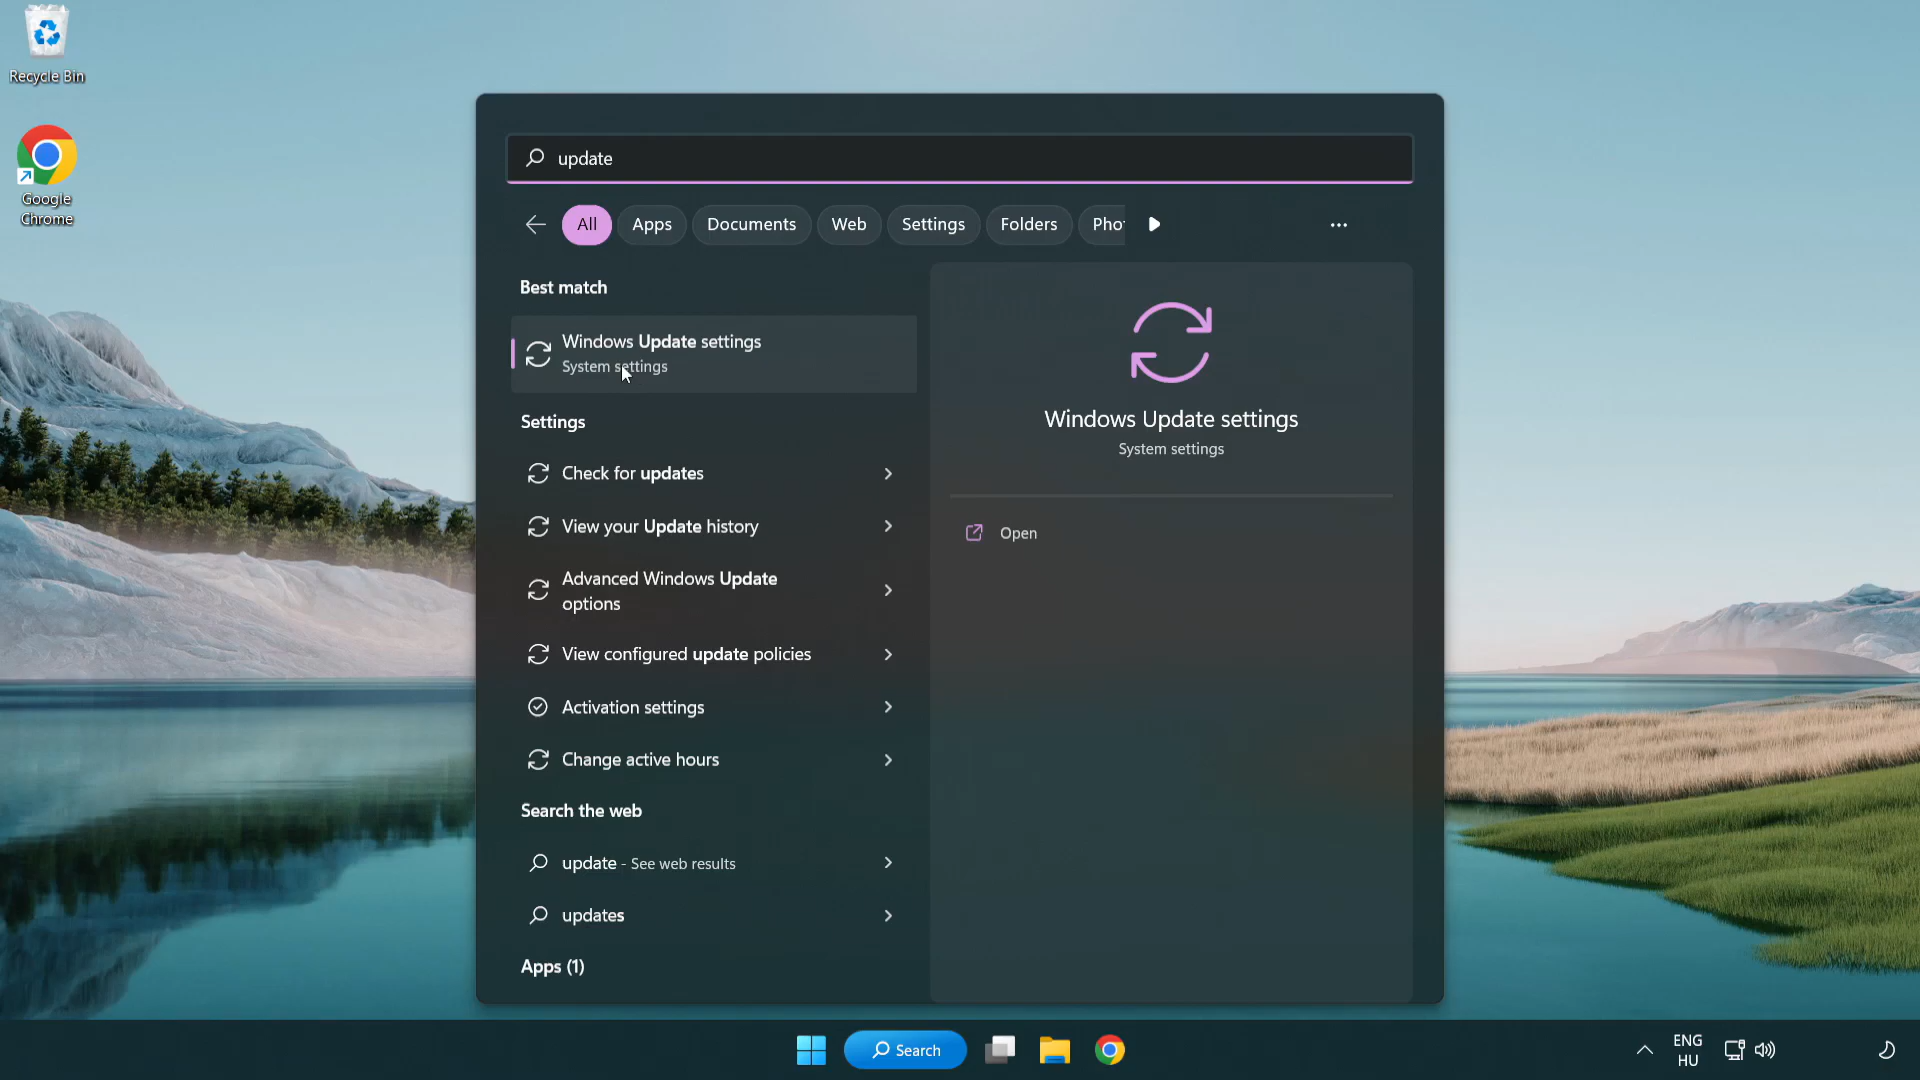 Recycle Bin
Google
Chrome
update
All
Apps
Documents
Web
Settings
Folders
Pho
Best match
Windows Update settings
System settings
Settings
Check for updates
View your Update history
Advanced Windows Update
options
View configured update policies
Activation settings
Change active hours
Search the web
update - See web results
updates
Apps (1)
Windows Update settings
System settings
Open
Search
ENG
HU